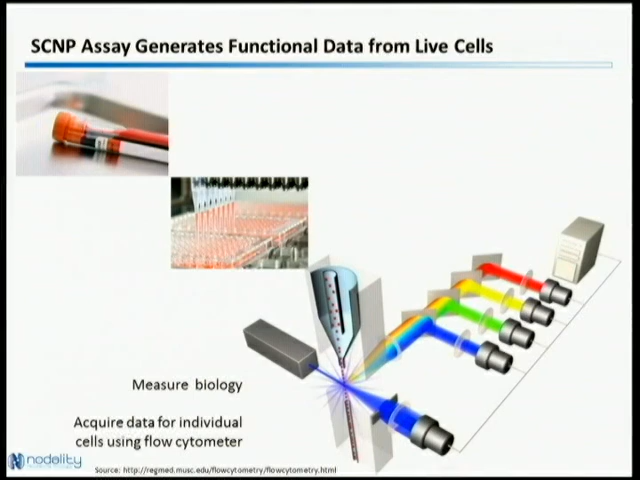 SCNP Assay Generates Functional Data from Live Cells
Measure biology
Acquire data for individual
cells using flow cytometer
nodality
Source: http://regmed.musc.edu/flowcytometry/flowcytometry.html